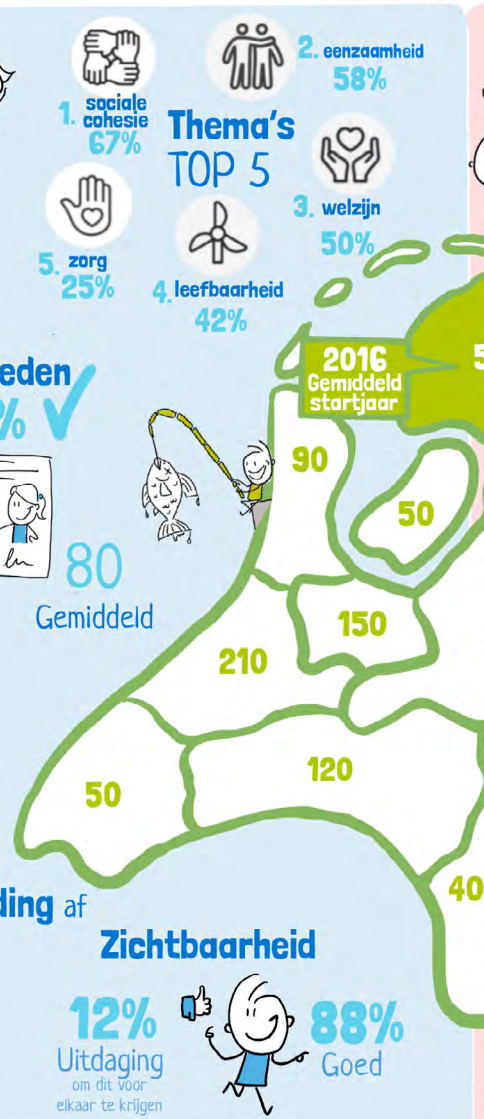 1. sociale
cohesie
67%
2. eenzaamheid
58%
Thema's
TOP 5
3. welzijn
50%
5. zorg
25%
4. leefbaarheid
42%
eden
%
2016
Gemiddeld
startjaar
5
90
50
80
Gemiddeld
150
210
120
50
40
ding af
Zichtbaarheid
12%
Uitdaging
om dit voor
elkaar te krijgen
88%
Goed